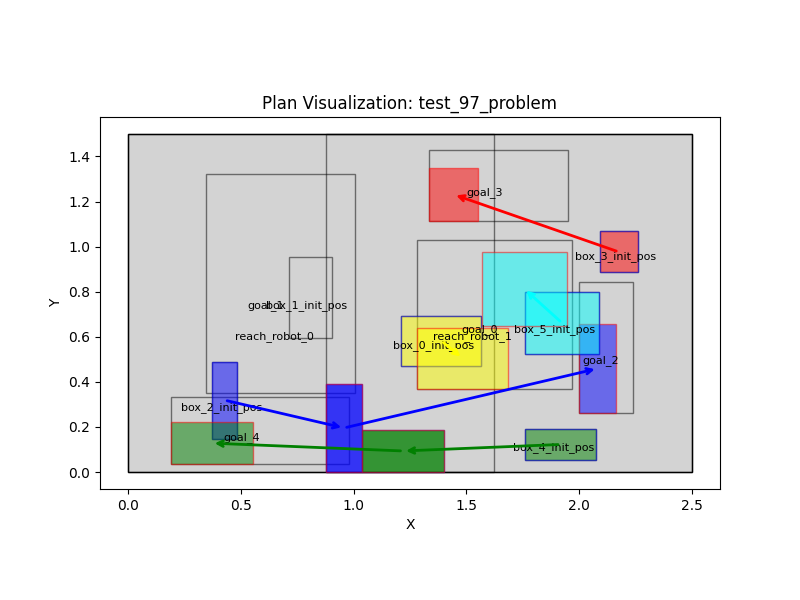 Plan Visualization: test_97_problem
1.4
1.2
1.0
0.8
0.6
0.4
0.2
0.0
Y
goal_3
box_3_init_pos
goal_1
box_1_init_pos
reach_robot_0
goal_0
box_5_init_pos
reach_robot_1
box_0_init_pos
goal_2
box_2_init_pos
goal_4
box_4_init_pos
0.0 0.5 1.0 1.5 2.0 2.5
X